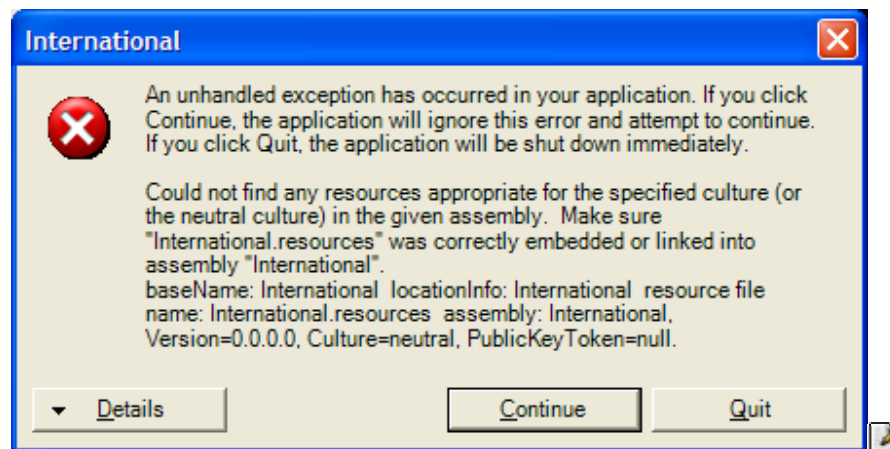 International
An unhandled exception has occurred in your application. If you click
Continue, the application will ignore this error and attempt to continue.
If you click Quit, the application will be shut down immediately.
Could not find any resources appropriate for the specified culture (or
the neutral culture) in the given assembly.  Make sure
"International.resources" was correctly embedded or linked into
assembly "International".
baseName: International  locationInfo: International  resource file
name: International.resources  assembly: International,
Version=0.0.0.0, Culture=neutral, PublicKeyToken=null.
Details Continue Quit